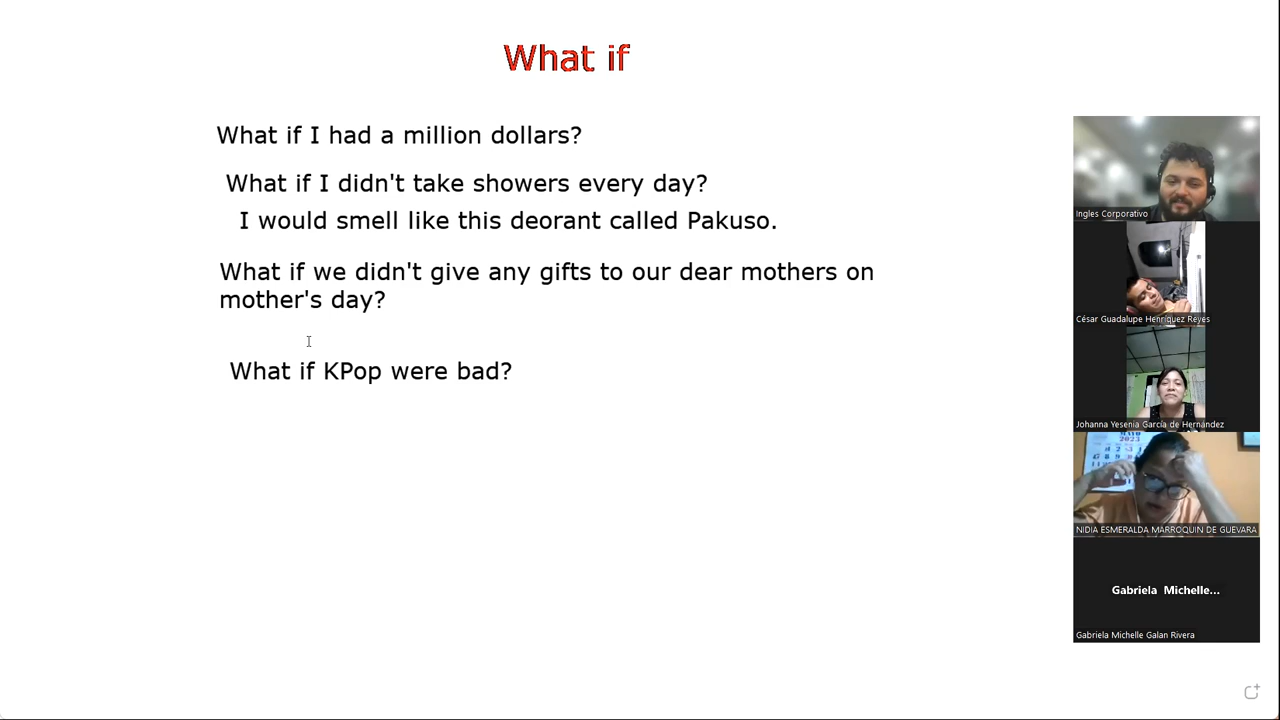 What if
What if I had a million dollars?
What if I didn't take showers every day?
I would smell like this deorant called Pakuso.
What if we didn't give any gifts to our dear mothers on
mother's day?
What if KPop were bad?
Ingles Corporativo
César Guadalupe Henriquez Reyes
Johanna Yesenia García de Hernández
2023
NIDIA ESMERALDA MARROQUIN DE GUEVARA
Gabriela Michelle...
Gabriela Michelle Galan Rivera